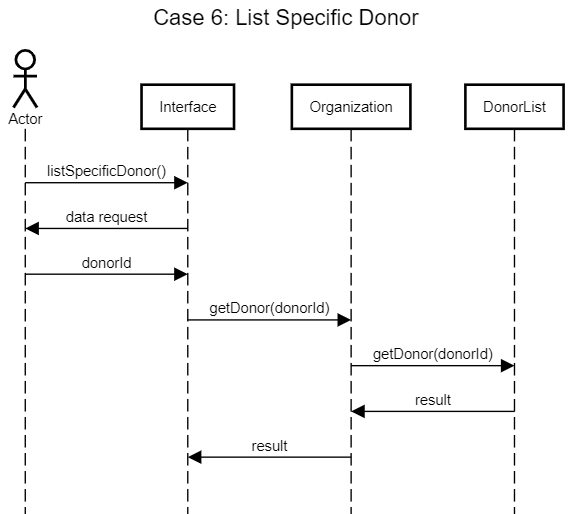 Case 6: List Specific Donor
Actor
Interface
Organization
DonorList
listSpecificDonor()
data request
donorId
getDonor(donorId)
getDonor(donorId)
result
result